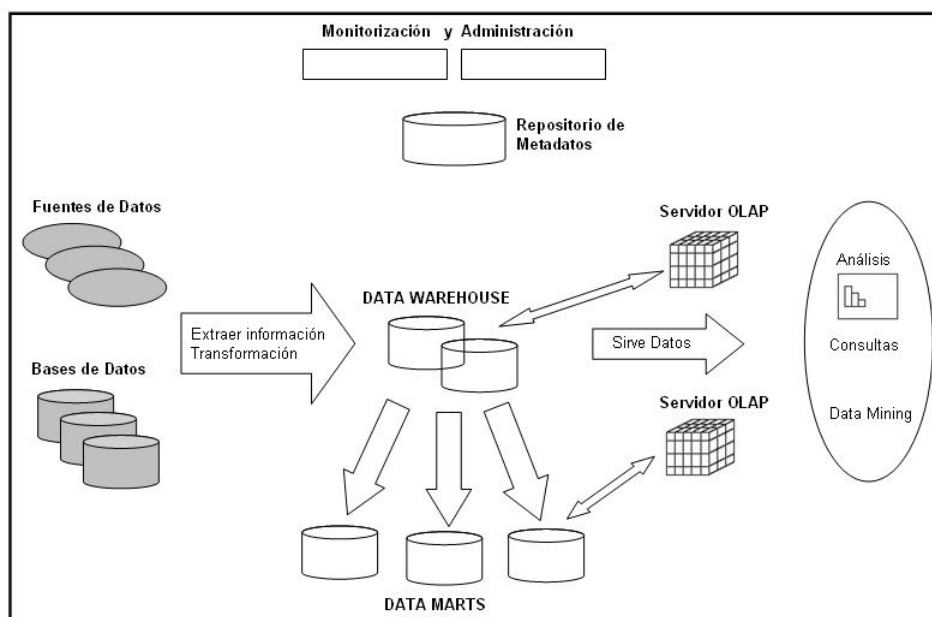 Monitorización y Administración
Repositorio de
Metadatos
Fuentes de Datos
Servidor OLAP
Análisis
DATA WAREHOUSE
Extraer información
Transformación
Sirve Datos
Consultas
Bases de Datos
Servidor OLAP
Data Mining
DATA MARTS